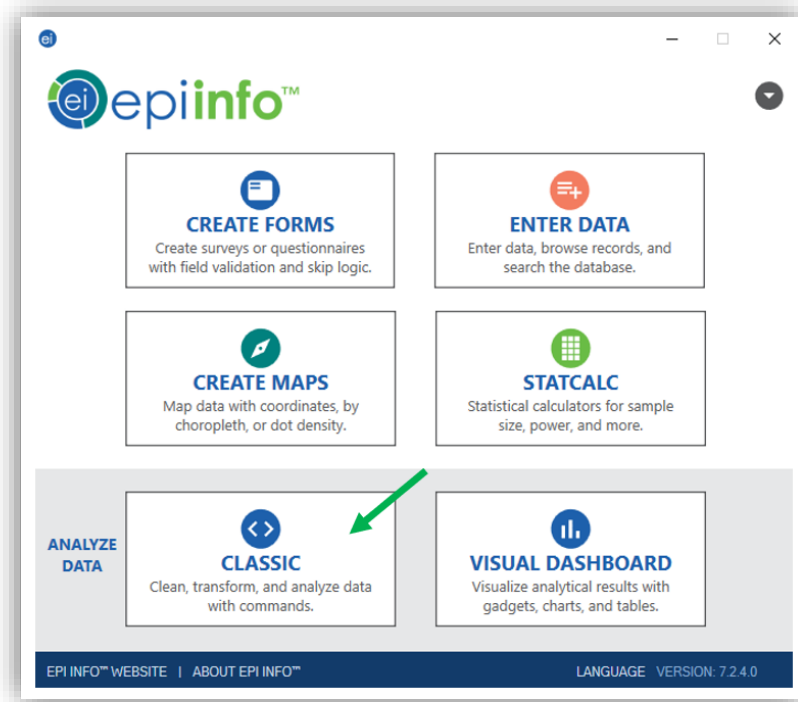 ei
ei epiinfo™
CREATE FORMS
Create surveys or questionnaires
with field validation and skip logic.
ENTER DATA
Enter data, browse records, and
search the database.
CREATE MAPS
Map data with coordinates, by
choropleth, or dot density.
STATCALC
Statistical calculators for sample
size, power, and more.
ANALYZE
DATA
CLASSIC
Clean, transform, and analyze data
with commands.
VISUAL DASHBOARD
Visualize analytical results with
gadgets, charts, and tables.
EPI INFO™ WEBSITE | ABOUT EPI INFO™ LANGUAGE VERSION: 7.2.4.0